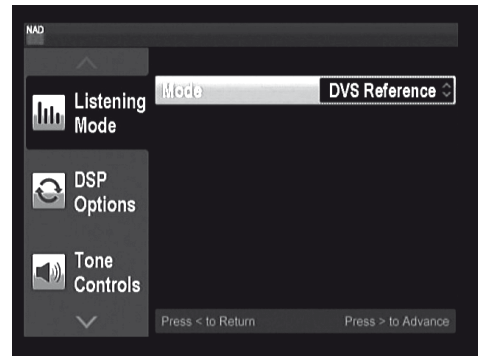 NAD
Listening
Mode
Mode DVS Reference
DSP
Options
Tone
Controls
Press < to Return Press > to Advance